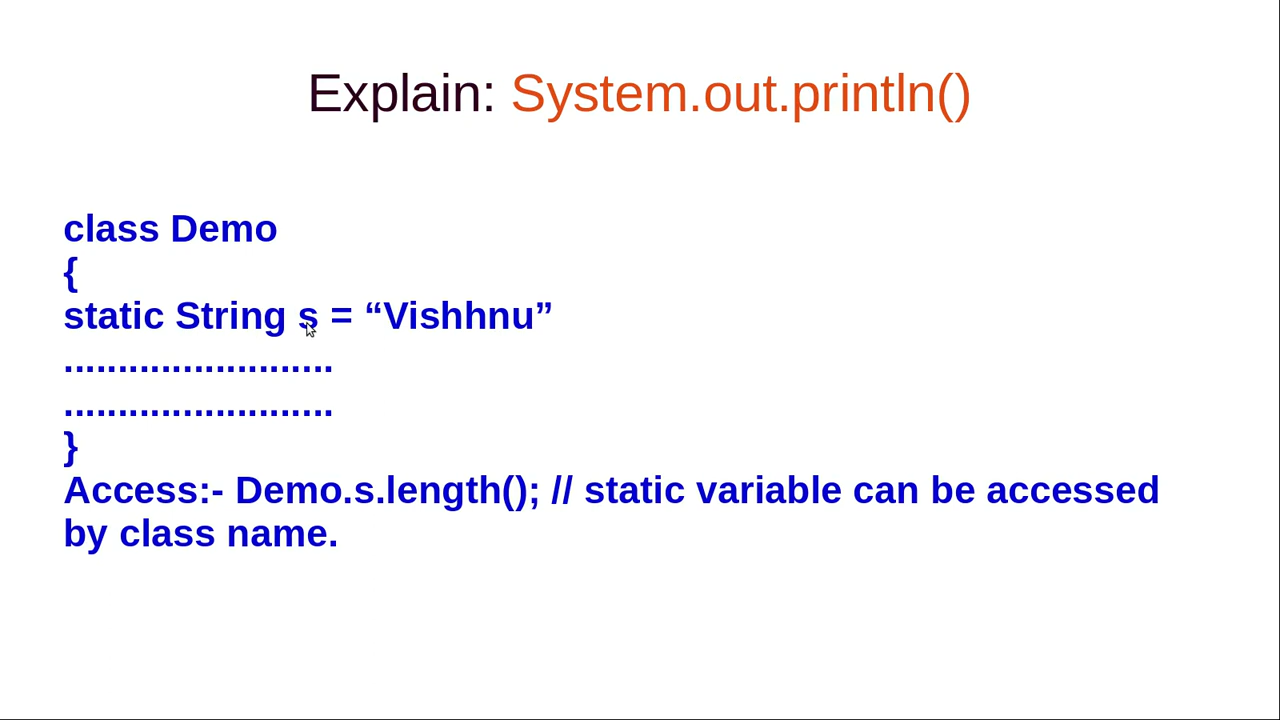 Explain: System.out.println()
class Demo
{
static String s = “Vishhnu”
.........................
.........................
}
Access:- Demo.s.length(); // static variable can be accessed
by class name.